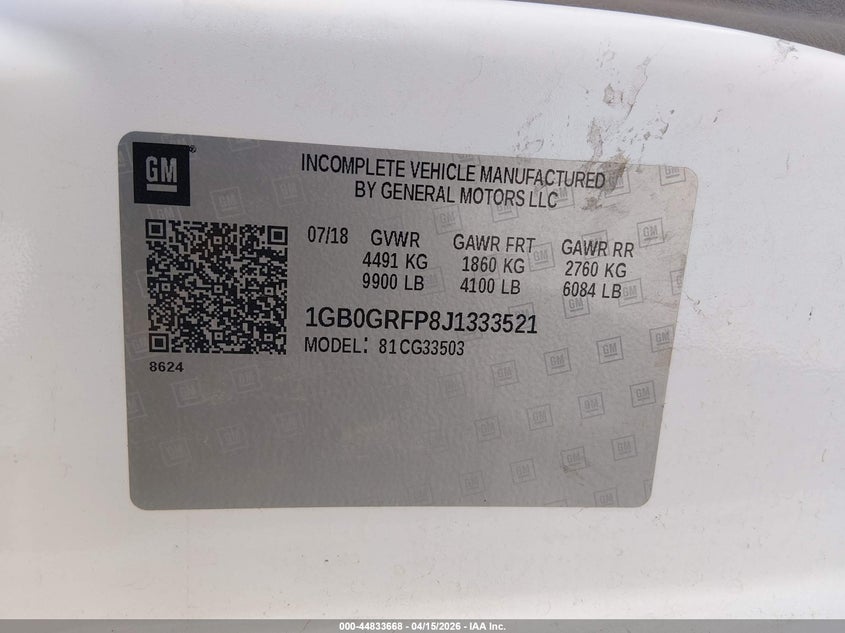 GM
INCOMPLETE VEHICLE MANUFACTURED
BY GENERAL MOTORS LLC
07/18 GVWR GAWR FRT GAWR RR
4491 KG 1860 KG 2760 KG
9900 LB 4100 LB 6084 LB
1GB0GRFP8J1333521
MODEL: 81CG33503
8624
000-44833668 - 04/15/2026 - IAA Inc.